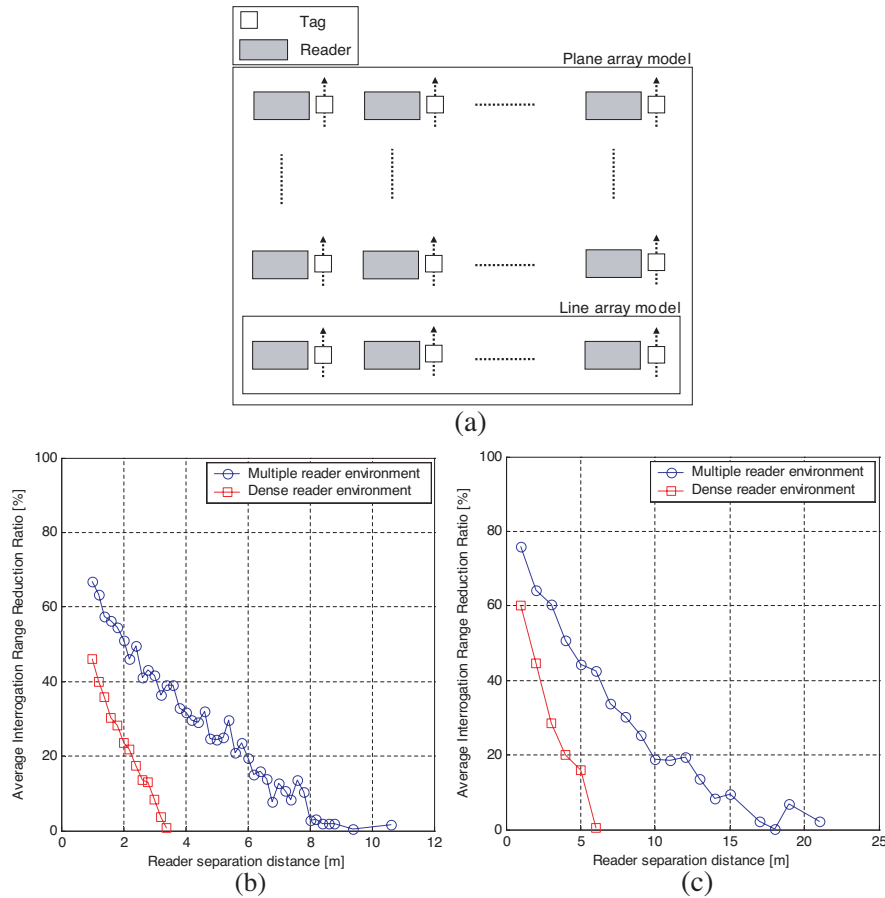 Tag
Reader
Plane array model
Line array model
(a)
Average Interrogation Range Reduction Ratio [%]
100
80
60
40
20
0
Multiple reader environment
Dense reader environment
0 2 4 6 8 10 12
Reader separation distance [m]
(b)
Average Interrogation Range Reduction Ratio [%]
100
80
60
40
20
0
Multiple reader environment
Dense reader environment
0 5 10 15 20 25
Reader separation distance [m]
(c)